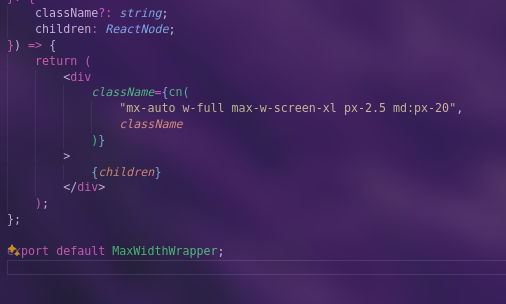 }: {
className?: string;
children: ReactNode;
}) => {
return (
<div
className={cn(
"mx-auto w-full max-w-screen-xl px-2.5 md:px-20",
className
)}
>
{children}
</div>
);
};
export default MaxWidthWrapper;